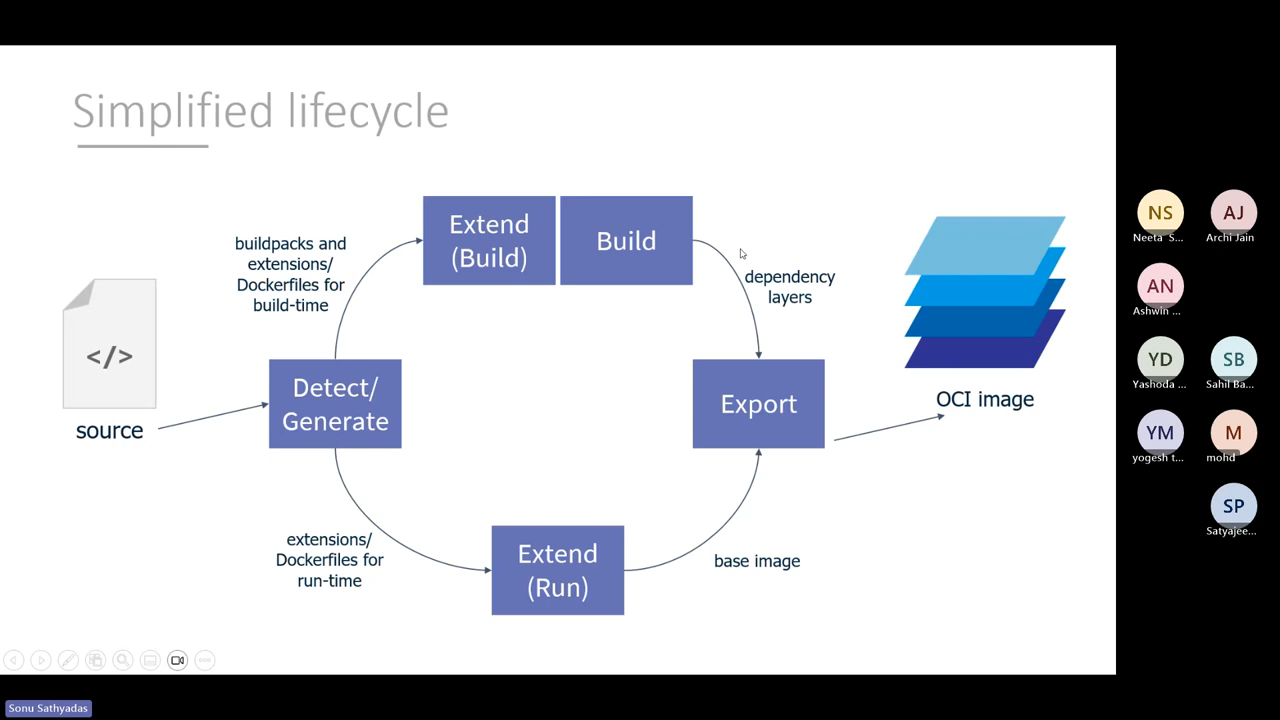 Simplified lifecycle
Extend
(Build)
Build
buildpacks and
extensions/
Dockerfiles for
build-time
dependency
layers
</>
source
Detect/
Generate
Export
OCI image
extensions/
Dockerfiles for
run-time
Extend
(Run)
base image
NS
Neeta S...
AJ
Archi Jain
AN
Ashwin ...
YD
Yashoda ...
SB
Sahil Ba...
YM
yogesh t...
M
mohd
SP
Satyajee...
Sonu Sathyadas